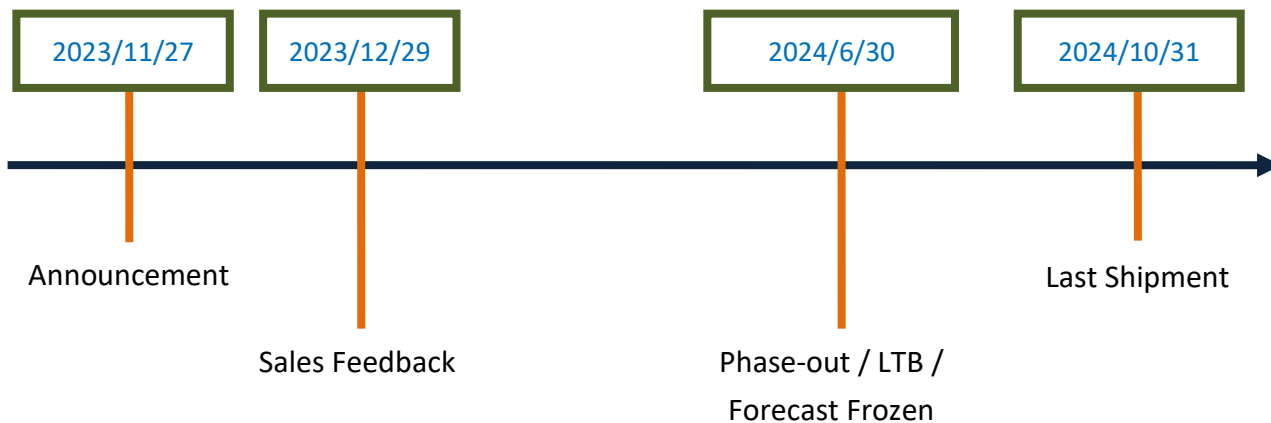 2023/11/27
2023/12/29
2024/6/30
2024/10/31
Announcement
Last Shipment
Sales Feedback
Phase-out / LTB /
Forecast Frozen